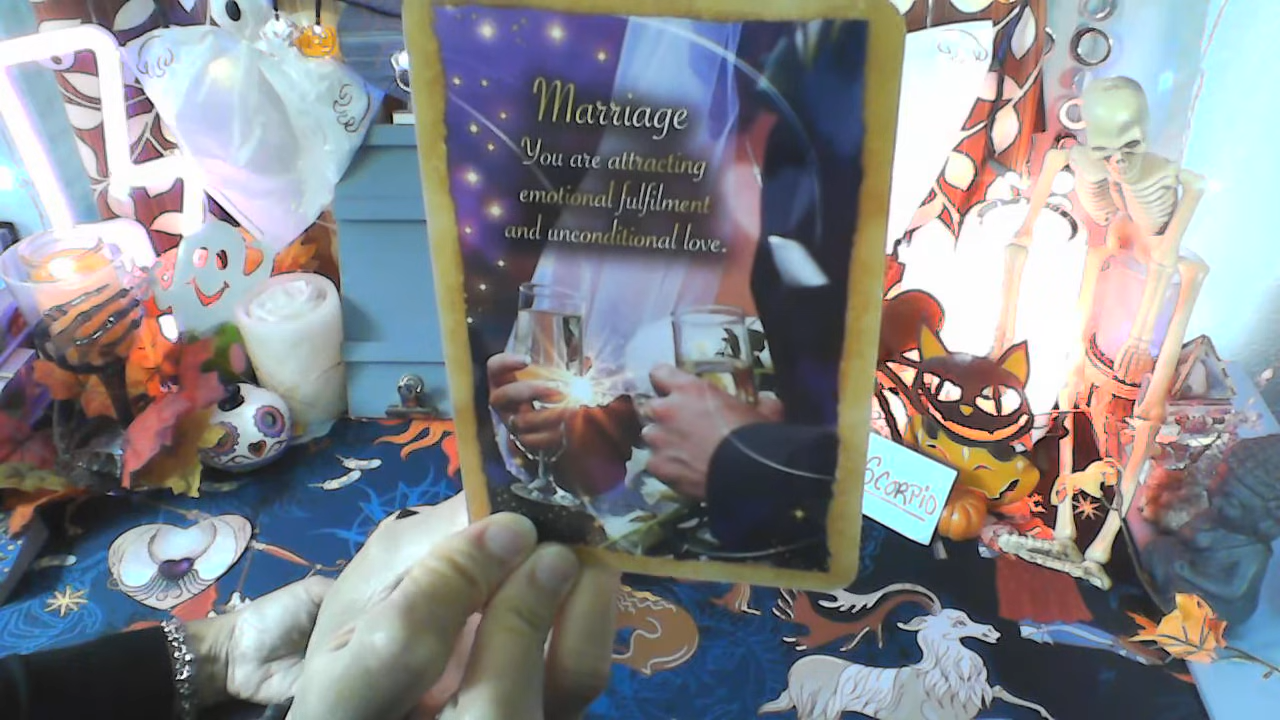 Marriage
You are attracting
emotional fulfilment
and unconditional love.
Scorpio